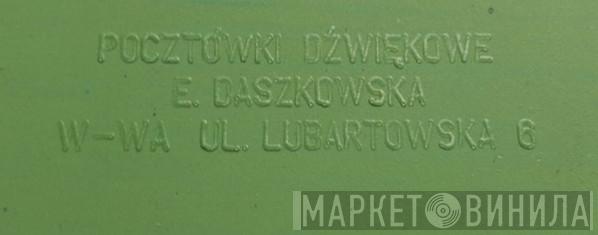 POCZTÓWKI DŹWIĘKOWE
E. DASZKOWSKA
W-WA UL. LUBARTOWSKA 6
МАРКЕТ ВИНИЛА